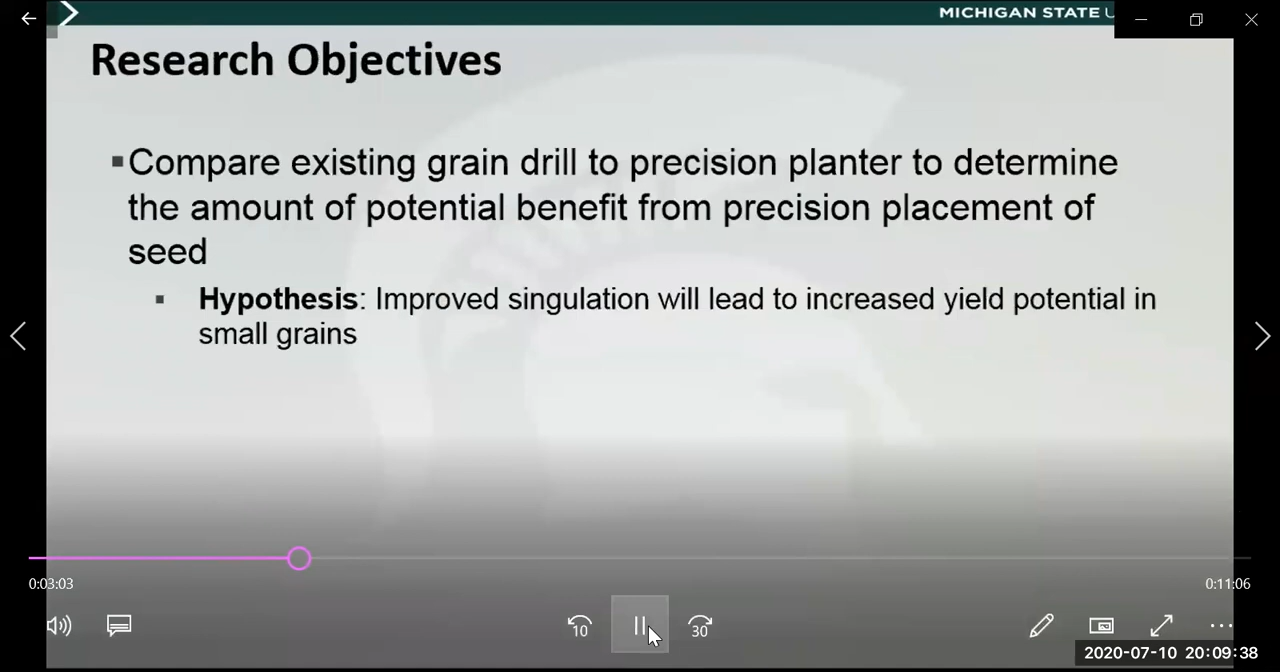 MICHIGAN STATE U
Research Objectives
▪Compare existing grain drill to precision planter to determine
the amount of potential benefit from precision placement of
seed
▪ Hypothesis: Improved singulation will lead to increased yield potential in
small grains
0:03:03
0:11:06
10
30
2020-07-10 20:09:38